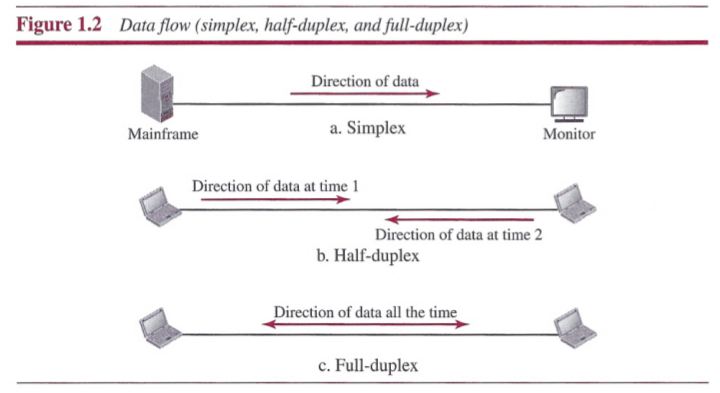 Figure 1.2 Data flow (simplex, half-duplex, and full-duplex)
Direction of data
Mainframe
a. Simplex
Monitor
Direction of data at time 1
Direction of data at time 2
b. Half-duplex
Direction of data all the time
c. Full-duplex